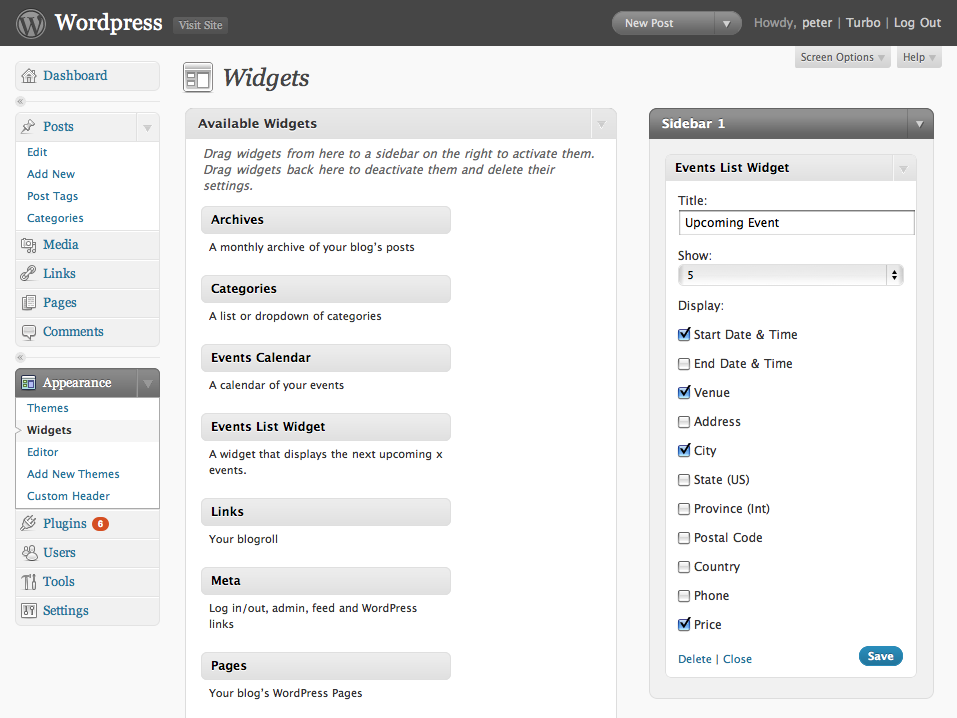 Wordpress Visit Site New Post Howdy, peter | Turbo | Log Out
Screen Options Help
Dashboard
Posts
Edit
Add New
Post Tags
Categories
Media
Links
Pages
Comments
Appearance
Themes
Widgets
Editor
Add New Themes
Custom Header
Plugins 6
Users
Tools
Settings
Widgets
Available Widgets
Drag widgets from here to a sidebar on the right to activate them.
Drag widgets back here to deactivate them and delete their
settings.
Archives
A monthly archive of your blog's posts
Categories
A list or dropdown of categories
Events Calendar
A calendar of your events
Events List Widget
A widget that displays the next upcoming x
events.
Links
Your blogroll
Meta
Log in/out, admin, feed and WordPress
links
Pages
Your blog's WordPress Pages
Sidebar 1
Events List Widget
Title:
Upcoming Event
Show:
5
Display:
Start Date & Time
End Date & Time
Venue
Address
City
State (US)
Province (Int)
Postal Code
Country
Phone
Price
Delete | Close Save